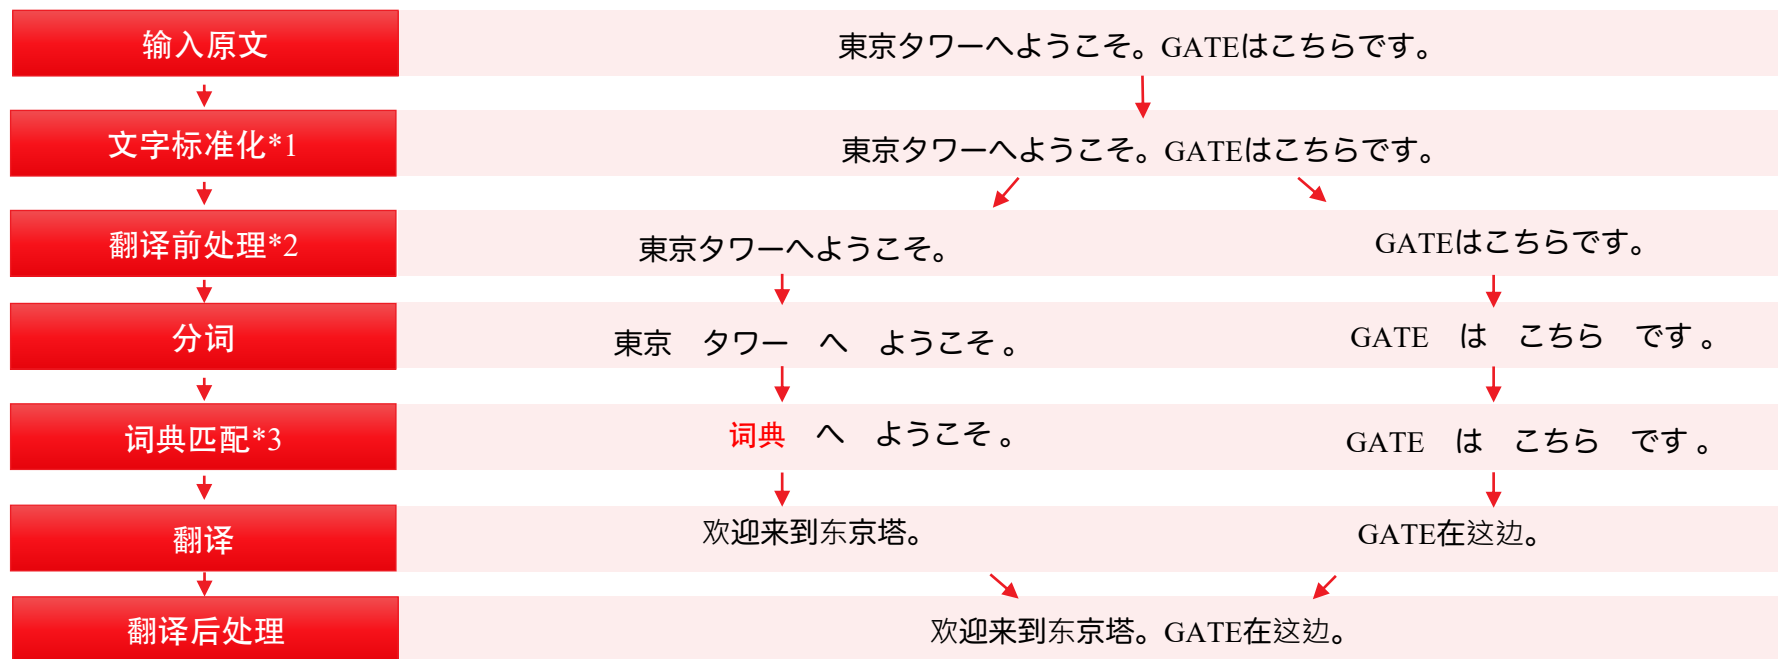 输入原文
東京タワーへようこそ。GATEはこちらです。
文字标准化*1
東京タワーへようこそ。GATEはこちらです。
翻译前处理*2
東京タワーへようこそ。
GATEはこちらです。
分词
東京　タワー　へ　ようこそ 。
GATE　は　こちら　です 。
词典匹配*3
词典　へ　ようこそ 。
GATE　は　こちら　です 。
翻译
欢迎来到东京塔。
GATE在这边。
翻译后处理
欢迎来到东京塔。GATE在这边。